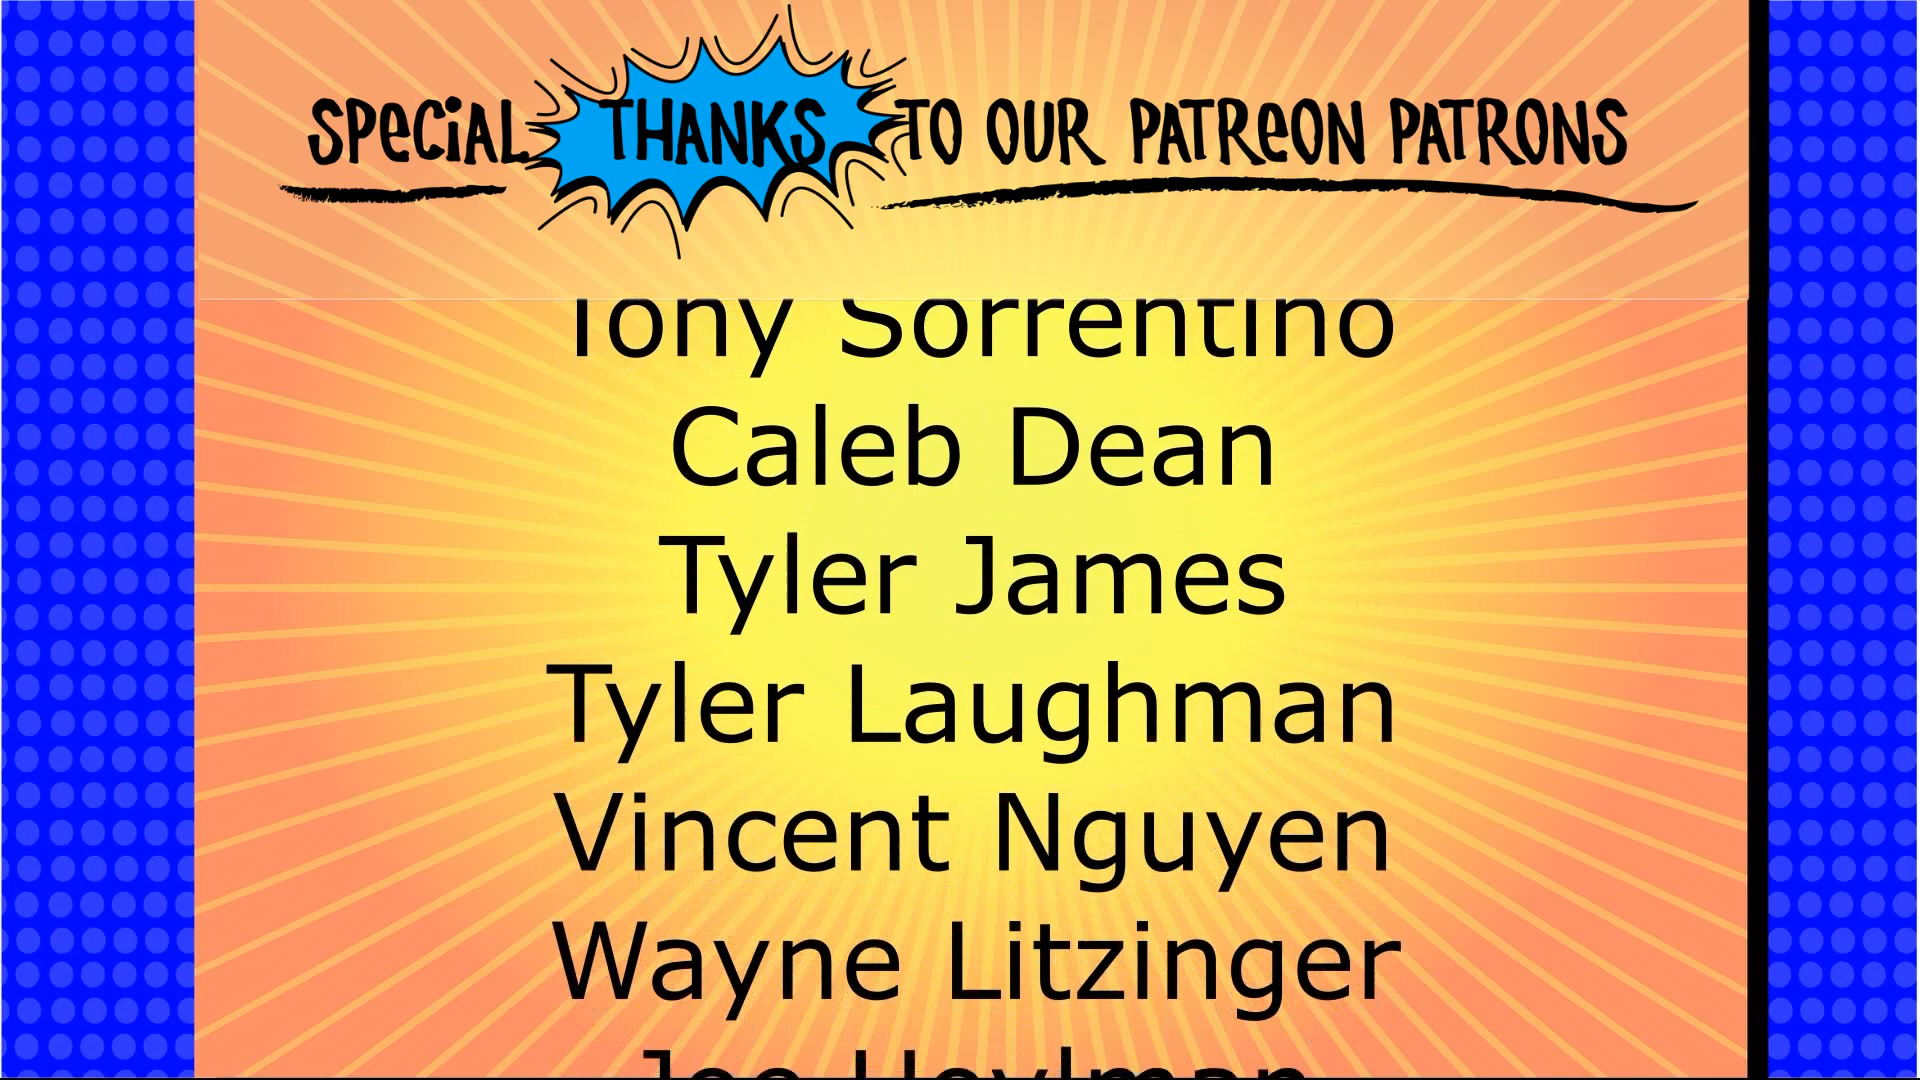 SPECiAL THANKS TO OUR PATReON PATRONS
Tony Sorrentino
Caleb Dean
Tyler James
Tyler Laughman
Vincent Nguyen
Wayne Litzinger